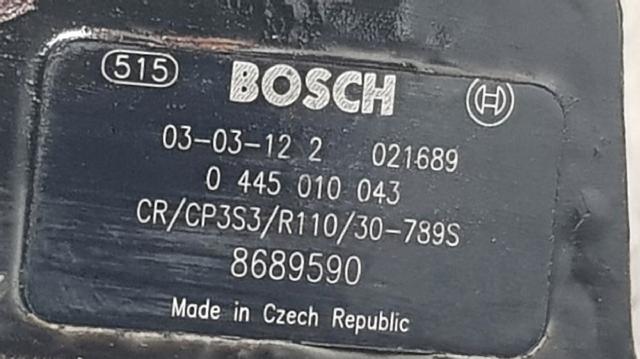 515 BOSCH H
03-03-12 2 021689
0 445 010 043
CR/CP3S3/R110/30-789S
8689590
Made in Czech Republic